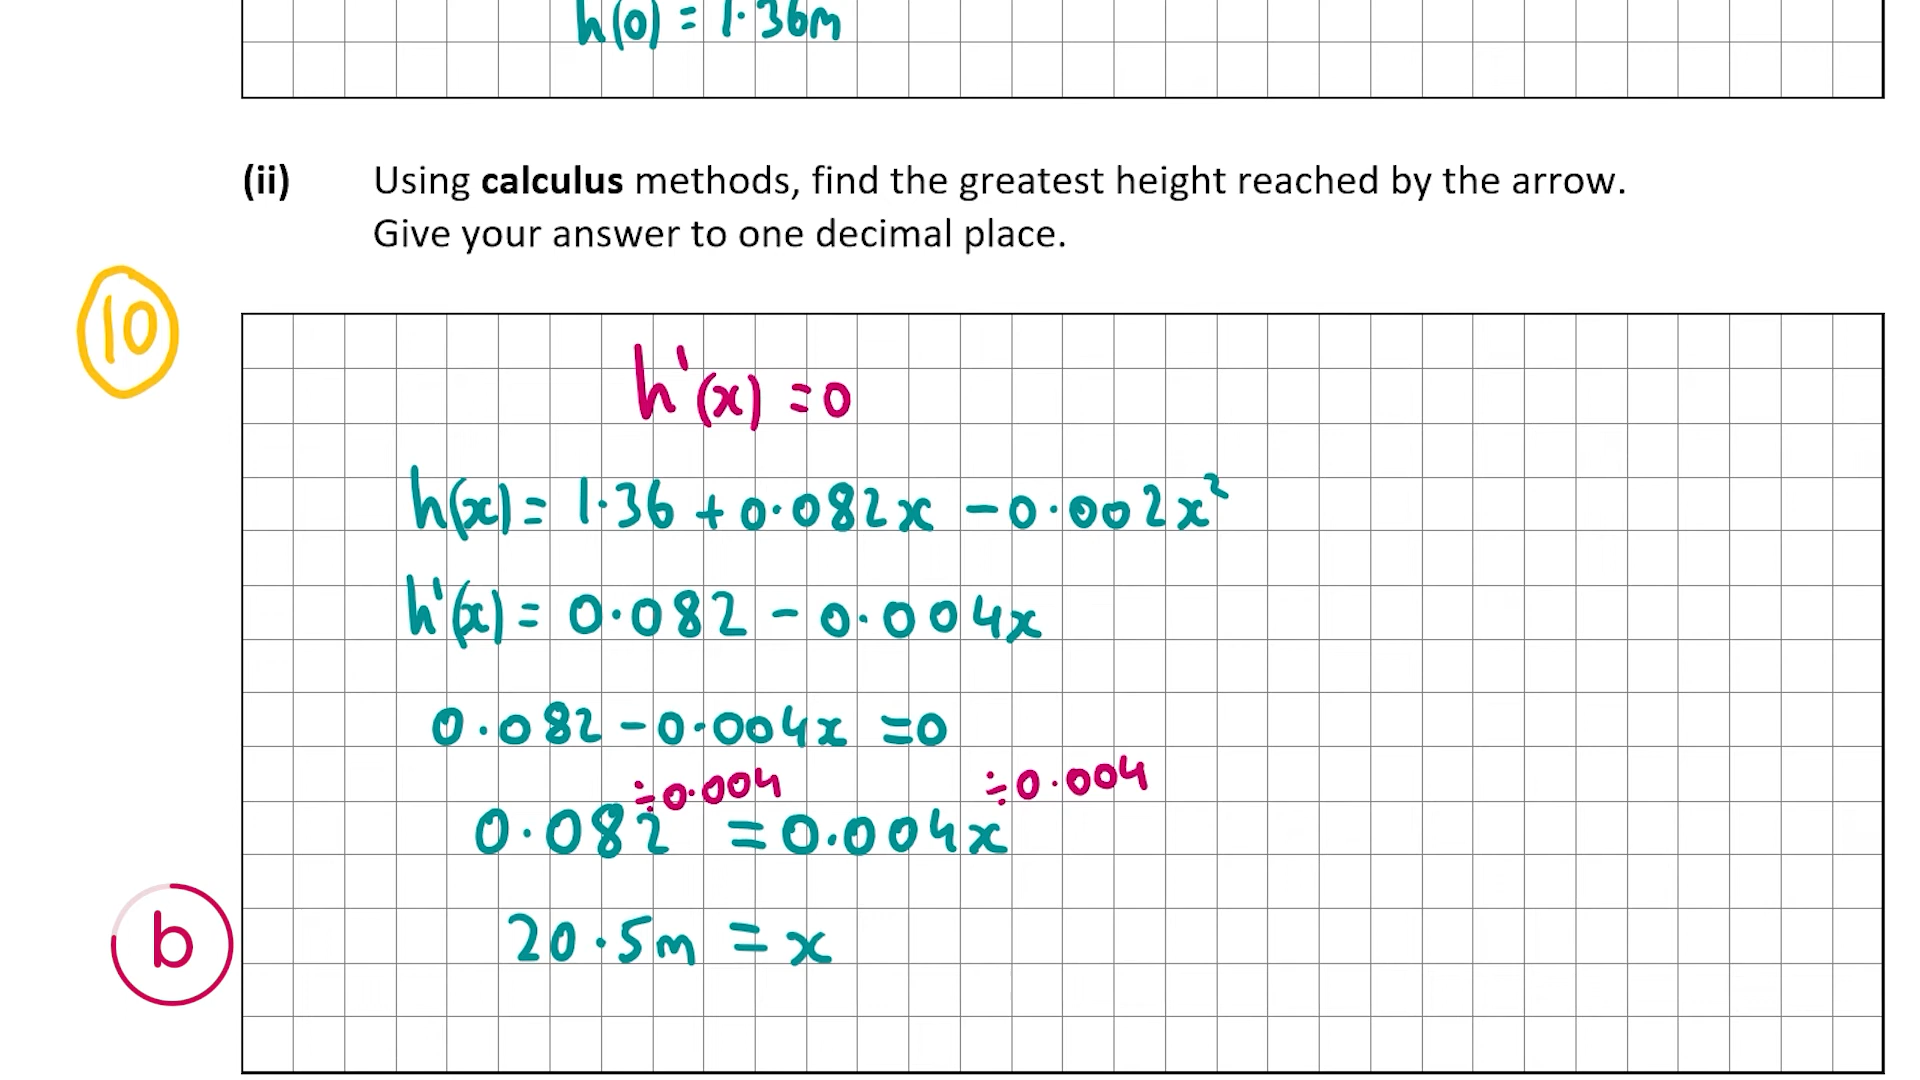 h(0) = 1.36m
(ii) Using calculus methods, find the greatest height reached by the arrow.
Give your answer to one decimal place.
10
h'(x) = 0
h(x) = 1.36 + 0.082x - 0.002x²
h'(x) = 0.082 - 0.004x
0.082 - 0.004x = 0
÷0.004 ÷0.004
0.082 = 0.004x
b
20.5m = x